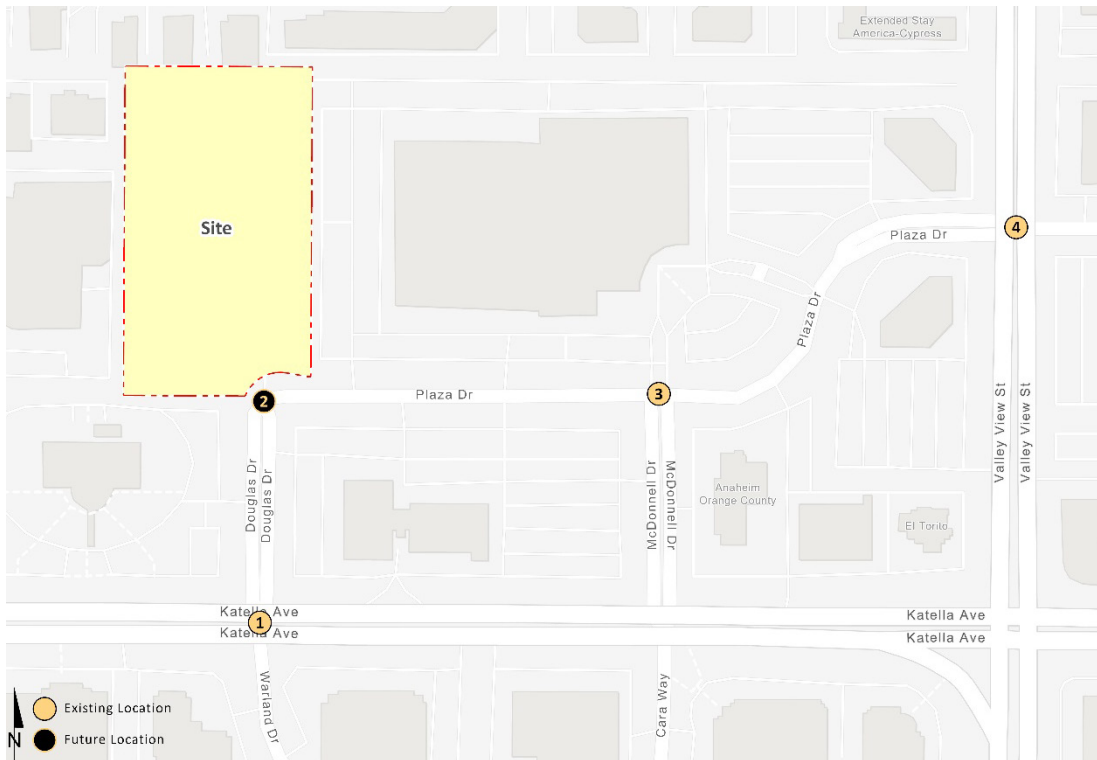 Extended Stay
America-Cypress
Site
4
Plaza Dr
Plaza Dr
2
Plaza Dr
3
Valley View St
Valley View St
Douglas Dr
Douglas Dr
McDonnell Dr
McDonnell Dr
Anaheim
Orange County
El Torito
Katella Ave
1
Katella Ave
Katella Ave
Katella Ave
Warland Dr
Cara Way
N
Existing Location
Future Location